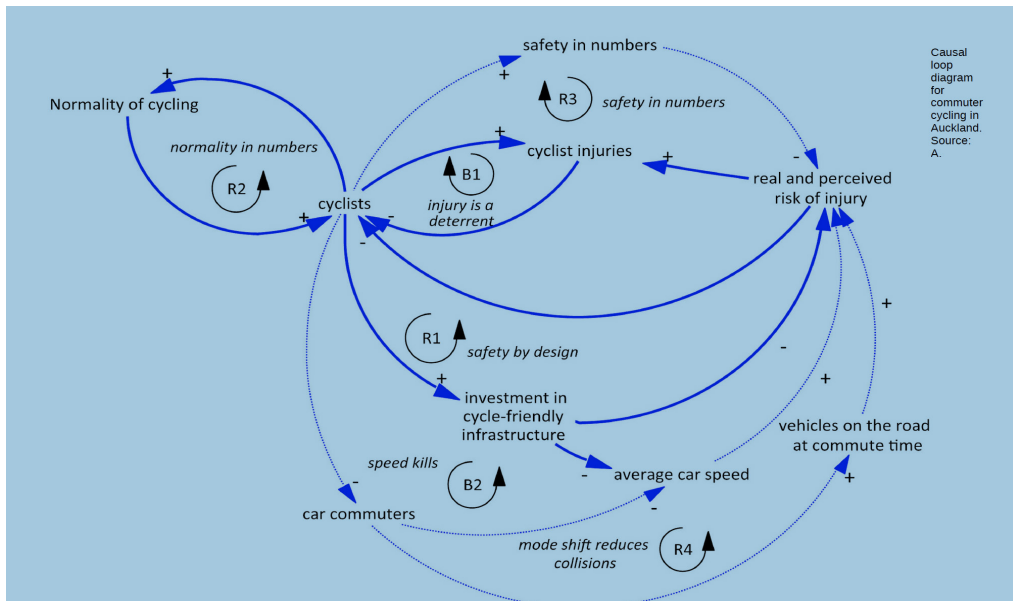 safety in numbers
+
R3
safety in numbers
Causal
loop
diagram
for
commuter
cycling in
Auckland.
Source:
A.
+
Normality of cycling
normality in numbers
R2
+
cyclist injuries
+
-
real and perceived
risk of injury
B1
injury is a
deterrent
cyclists
+
-
-
R1
safety by design
+
-
+
+
investment in
cycle-friendly
infrastructure
vehicles on the road
at commute time
speed kills
B2
-
average car speed
+
-
car commuters
-
mode shift reduces
collisions
R4